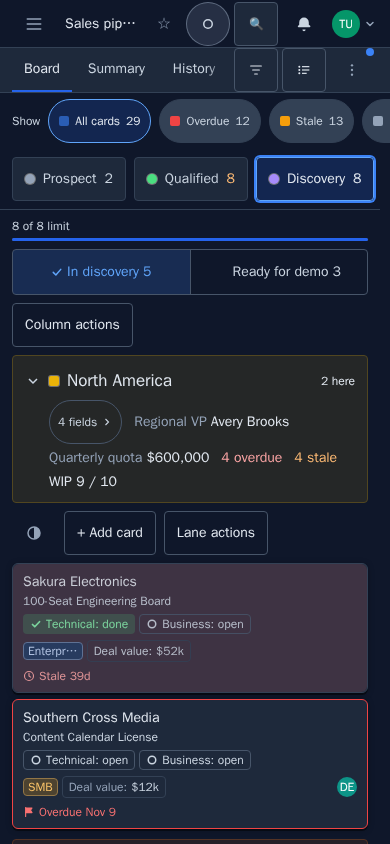 Sales pip⋯
TU
Board Summary History
Show All cards 29 Overdue 12 Stale 13
Prospect 2 Qualified 8 Discovery 8
8 of 8 limit
In discovery 5 Ready for demo 3
Column actions
North America 2 here
4 fields Regional VP Avery Brooks
Quarterly quota $600,000 4 overdue 4 stale
WIP 9 / 10
+ Add card Lane actions
Sakura Electronics
100-Seat Engineering Board
Technical: done Business: open
Enterpr⋯ Deal value: $52k
Stale 39d
Southern Cross Media
Content Calendar License
Technical: open Business: open
SMB Deal value: $12k DE
Overdue Nov 9